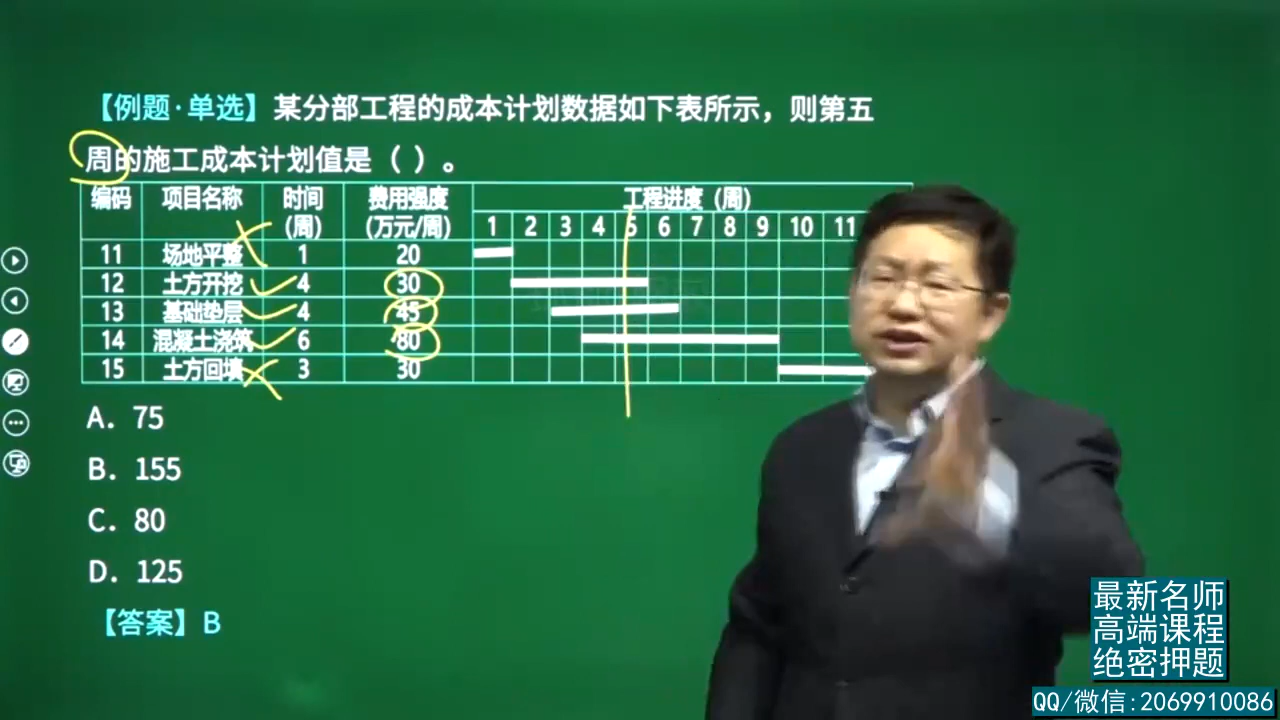 【例题·单选】某分部工程的成本计划数据如下表所示，则第五
周的施工成本计划值是（ ）。
编码 项目名称 时间(周) 费用强度(万元/周) 工程进度（周）
1 2 3 4 5 6 7 8 9 10 11
11 场地平整 1 20
12 土方开挖 4 30
13 基础垫层 4 45
14 混凝土浇筑 6 80
15 土方回填 3 30
A. 75
B. 155
C. 80
D. 125
【答案】B
最新名师
高端课程
绝密押题
QQ/微信:2069910086